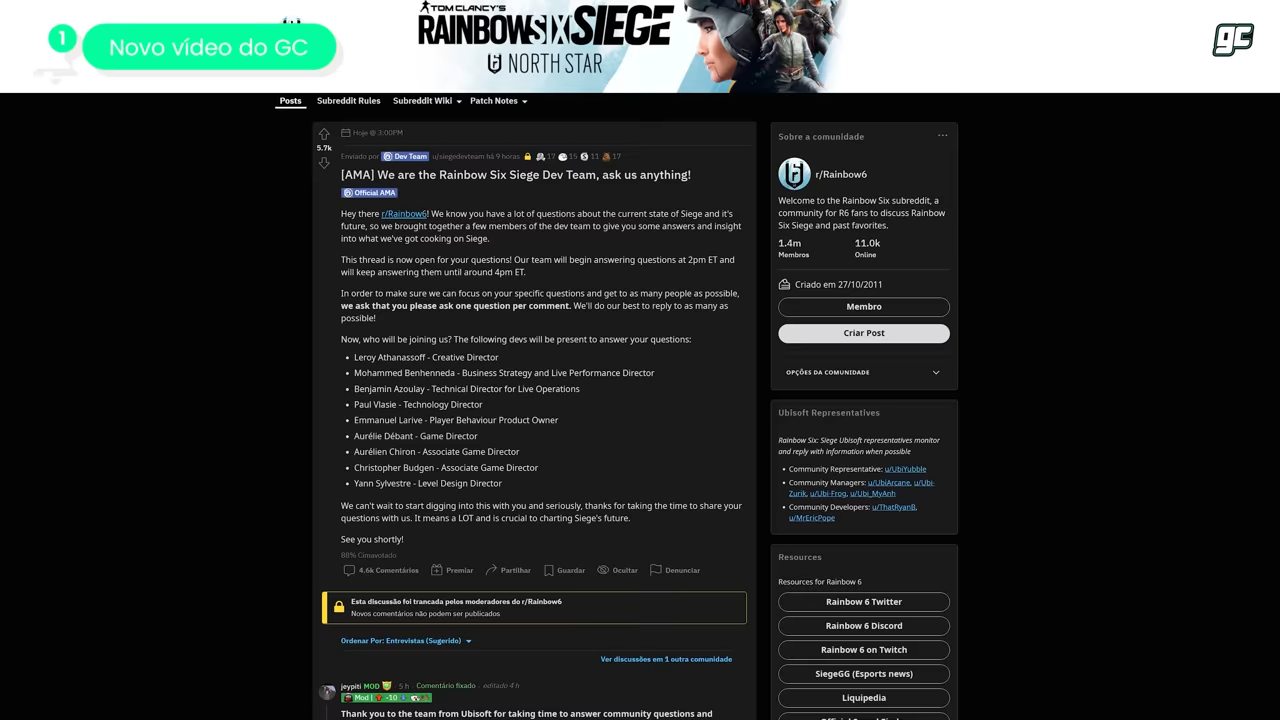 1
Novo vídeo do GC
TOM CLANCY'S
RAINBOW SIX SIEGE
NORTH STAR
GC
Posts
Subreddit Rules
Subreddit Wiki
Patch Notes
5.7k
Hoje @ 3:00PM
Enviado por Dev Team u/siegedevteam há 9 horas 17 15 11 17
[AMA] We are the Rainbow Six Siege Dev Team, ask us anything!
Official AMA
Hey there r/Rainbow6! We know you have a lot of questions about the current state of Siege and it's
future, so we brought together a few members of the dev team to give you some answers and insight
into what we've got cooking on Siege.
This thread is now open for your questions! Our team will begin answering questions at 2pm ET and
will keep answering them until around 4pm ET.
In order to make sure we can focus on your specific questions and get to as many people as possible,
we ask that you please ask one question per comment. We'll do our best to reply to as many as
possible!
Now, who will be joining us? The following devs will be present to answer your questions:
• Leroy Athanassoff - Creative Director
• Mohammed Benhenneda - Business Strategy and Live Performance Director
• Benjamin Azoulay - Technical Director for Live Operations
• Paul Vlasie - Technology Director
• Emmanuel Larive - Player Behaviour Product Owner
• Aurélie Débant - Game Director
• Aurélien Chiron - Associate Game Director
• Christopher Budgen - Associate Game Director
• Yann Sylvestre - Level Design Director
We can't wait to start digging into this with you and seriously, thanks for taking the time to share your
questions with us. It means a LOT and is crucial to charting Siege's future.
See you shortly!
88% Cimavotado
4.6k Comentários
Premiar
Partilhar
Guardar
Ocultar
Denunciar
Esta discussão foi trancada pelos moderadores do r/Rainbow6
Novos comentários não podem ser publicados
Ordenar Por: Entrevistas (Sugerido)
Ver discussões em 1 outra comunidade
jeypiti MOD 5 h Comentário fixado · editado 4 h
Mod | -10
Thank you to the team from Ubisoft for taking time to answer community questions and
Sobre a comunidade
r/Rainbow6
Welcome to the Rainbow Six subreddit, a
community for R6 fans to discuss Rainbow
Six Siege and past favorites.
1.4m
11.0k
Membros
Online
Criado em 27/10/2011
Membro
Criar Post
OPÇÕES DA COMUNIDADE
Ubisoft Representatives
Rainbow Six: Siege Ubisoft representatives monitor
and reply with information when possible
• Community Representative: u/UbiYubble
• Community Managers: u/UbiArcane, u/Ubi-
Zurik, u/Ubi-Frog, u/Ubi_MyAnh
• Community Developers: u/ThatRyanB,
u/MrEricPope
Resources
Resources for Rainbow 6
Rainbow 6 Twitter
Rainbow 6 Discord
Rainbow 6 on Twitch
SiegeGG (Esports news)
Liquipedia